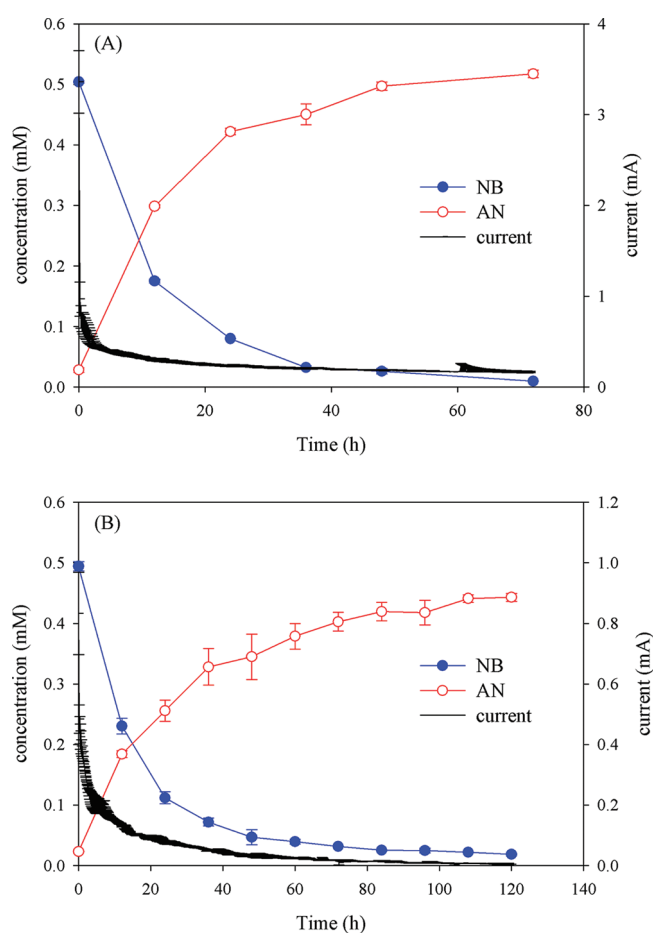 (A)
concentration (mM)
0.6
0.5
0.4
0.3
0.2
0.1
0.0
4
3
2
1
0
current (mA)
NB
AN
current
0 20 40 60 80
Time (h)
(B)
concentration (mM)
0.6
0.5
0.4
0.3
0.2
0.1
0.0
1.2
1.0
0.8
0.6
0.4
0.2
0.0
current (mA)
NB
AN
current
0 20 40 60 80 100 120 140
Time (h)